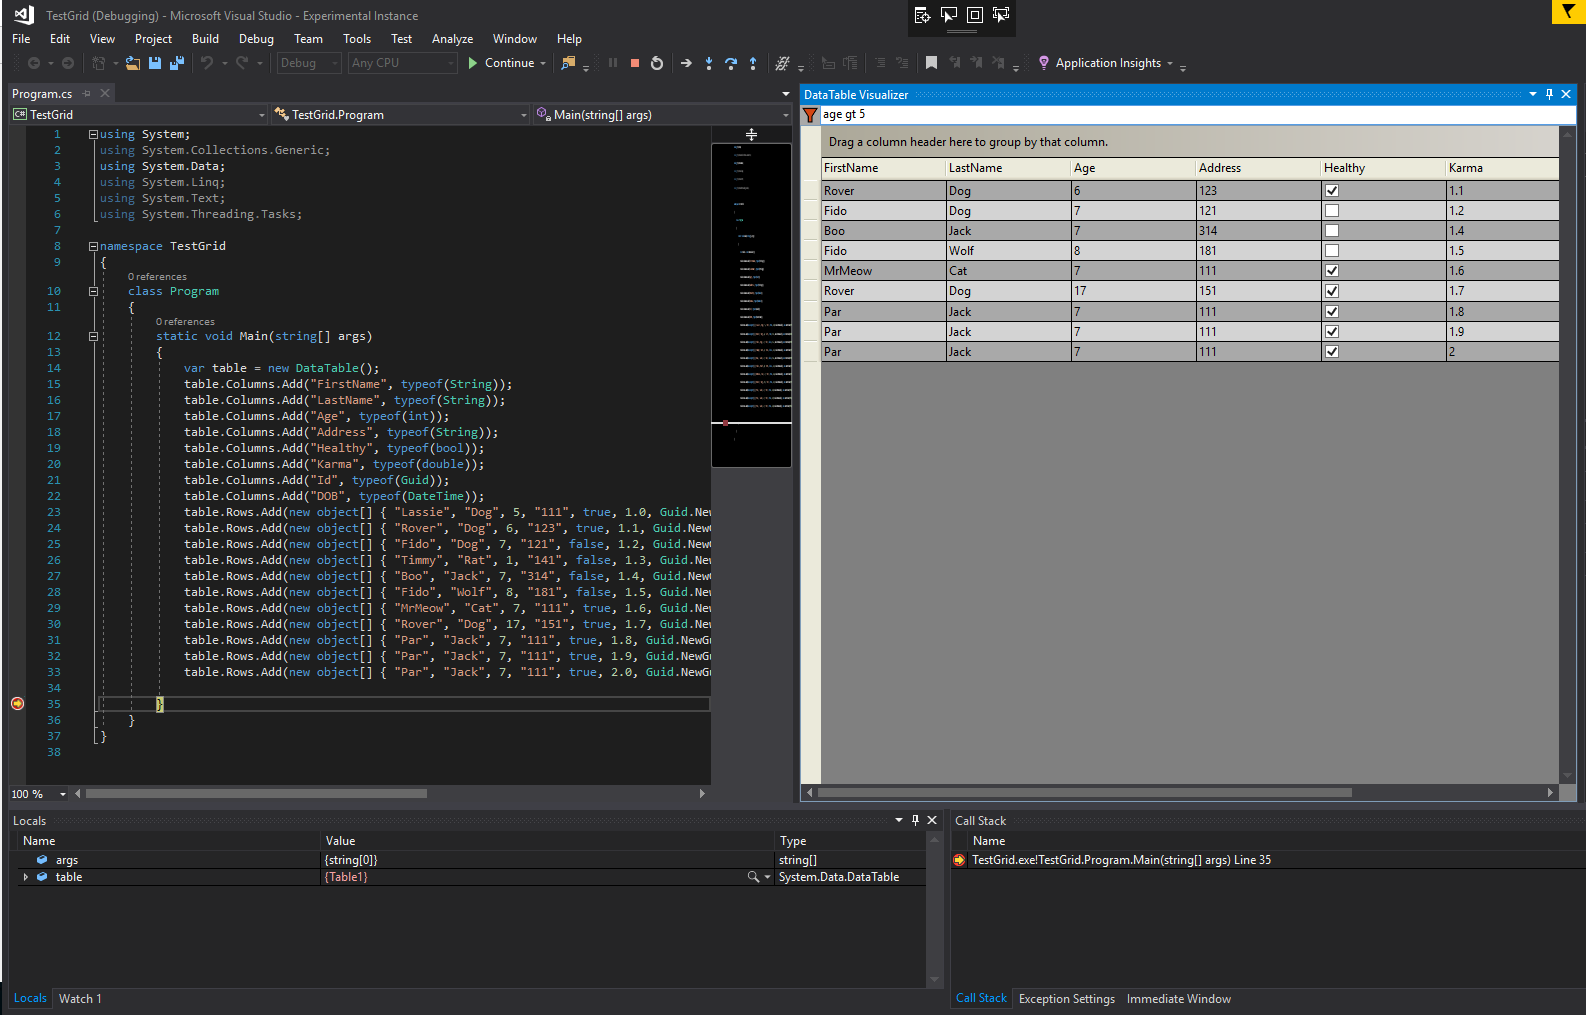 TestGrid (Debugging) - Microsoft Visual Studio - Experimental Instance
File Edit View Project Build Debug Team Tools Test Analyze Window Help
Debug Any CPU Continue Application Insights
Program.cs
C# TestGrid TestGrid.Program Main(string[] args)
1 using System;
2 using System.Collections.Generic;
3 using System.Data;
4 using System.Linq;
5 using System.Text;
6 using System.Threading.Tasks;
7
8 namespace TestGrid
9 {
0 references
10 class Program
11 {
0 references
12 static void Main(string[] args)
13 {
14 var table = new DataTable();
15 table.Columns.Add("FirstName", typeof(String));
16 table.Columns.Add("LastName", typeof(String));
17 table.Columns.Add("Age", typeof(int));
18 table.Columns.Add("Address", typeof(String));
19 table.Columns.Add("Healthy", typeof(bool));
20 table.Columns.Add("Karma", typeof(double));
21 table.Columns.Add("Id", typeof(Guid));
22 table.Columns.Add("DOB", typeof(DateTime));
23 table.Rows.Add(new object[] { "Lassie", "Dog", 5, "111", true, 1.0, Guid.New
24 table.Rows.Add(new object[] { "Rover", "Dog", 6, "123", true, 1.1, Guid.New
25 table.Rows.Add(new object[] { "Fido", "Dog", 7, "121", false, 1.2, Guid.New
26 table.Rows.Add(new object[] { "Timmy", "Rat", 1, "141", false, 1.3, Guid.Ne
27 table.Rows.Add(new object[] { "Boo", "Jack", 7, "314", false, 1.4, Guid.New
28 table.Rows.Add(new object[] { "Fido", "Wolf", 8, "181", false, 1.5, Guid.Ne
29 table.Rows.Add(new object[] { "MrMeow", "Cat", 7, "111", true, 1.6, Guid.Ne
30 table.Rows.Add(new object[] { "Rover", "Dog", 17, "151", true, 1.7, Guid.Ne
31 table.Rows.Add(new object[] { "Par", "Jack", 7, "111", true, 1.8, Guid.NewG
32 table.Rows.Add(new object[] { "Par", "Jack", 7, "111", true, 1.9, Guid.NewG
33 table.Rows.Add(new object[] { "Par", "Jack", 7, "111", true, 2.0, Guid.NewG
34
35 }
36 }
37 }
38
100 %
DataTable Visualizer
age gt 5
Drag a column header here to group by that column.
FirstName LastName Age Address Healthy Karma
Rover Dog 6 123 1.1
Fido Dog 7 121 1.2
Boo Jack 7 314 1.4
Fido Wolf 8 181 1.5
MrMeow Cat 7 111 1.6
Rover Dog 17 151 1.7
Par Jack 7 111 1.8
Par Jack 7 111 1.9
Par Jack 7 111 2
Locals
Name Value Type
args {string[0]} string[]
table {Table1} System.Data.DataTable
Locals Watch 1
Call Stack
Name
TestGrid.exe!TestGrid.Program.Main(string[] args) Line 35
Call Stack Exception Settings Immediate Window